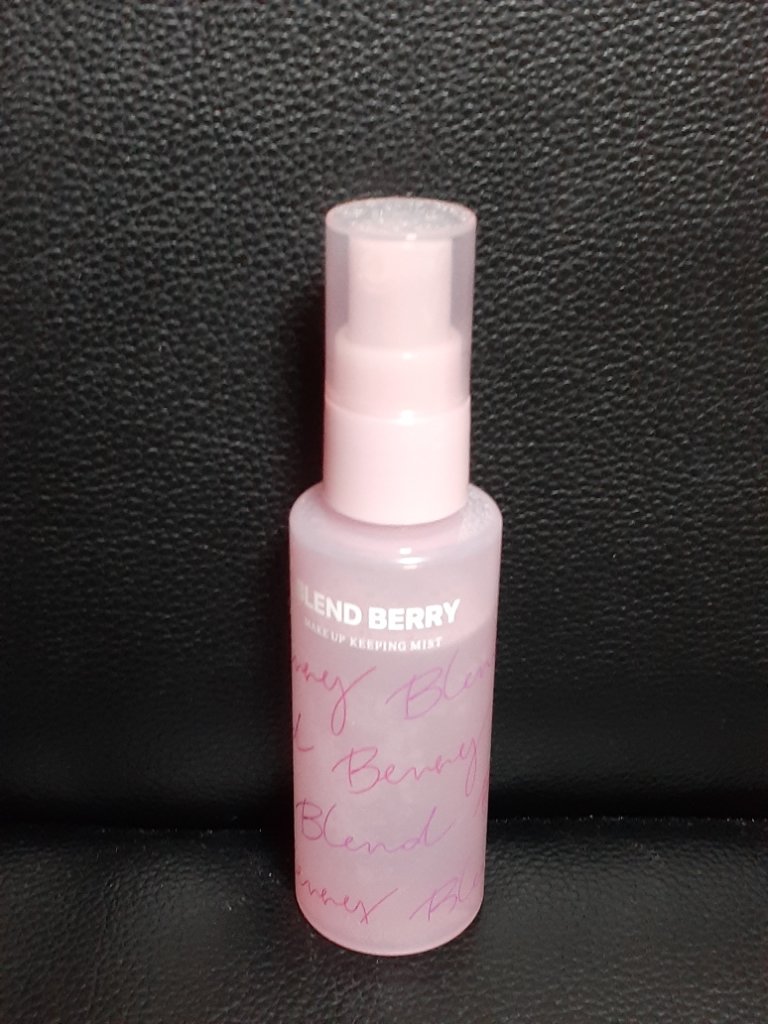 BLEND BERRY
MAKE UP KEEPING MIST
Blend
Berry
Blend